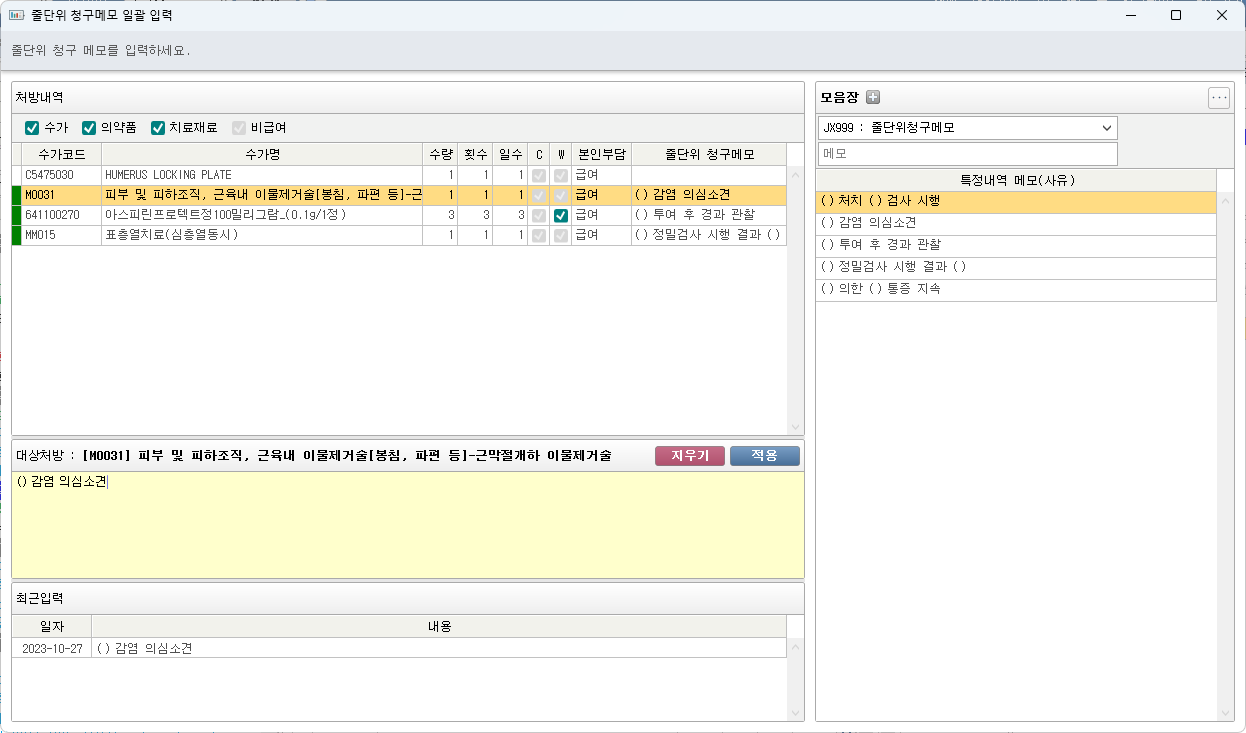 줄단위 청구메모 일괄 입력
줄단위 청구 메모를 입력하세요.
처방내역
수가 의약품 치료재료 비급여
수가코드 수가명 수량 횟수 일수 C W 본인부담 줄단위 청구메모
C5475030 HUMERUS LOCKING PLATE 1 1 1 급여
M0031 피부 및 피하조직, 근육내 이물제거술[봉침, 파편 등]-근 1 1 1 급여 () 감염 의심소견
641100270 아스피린프로텍트정100밀리그람_(0.1g/1정) 3 3 3 급여 () 투여 후 경과 관찰
MM015 표층열치료(심층열동시) 1 1 1 급여 () 정밀검사 시행 결과 ()
대상처방 : [M0031] 피부 및 피하조직, 근육내 이물제거술[봉침, 파편 등]-근막절개하 이물제거술
지우기 적용
() 감염 의심소견
최근입력
일자 내용
2023-10-27 () 감염 의심소견
모음장
JX999 : 줄단위청구메모
메모
특정내역 메모(사유)
() 처치 () 검사 시행
() 감염 의심소견
() 투여 후 경과 관찰
() 정밀검사 시행 결과 ()
() 의한 () 통증 지속